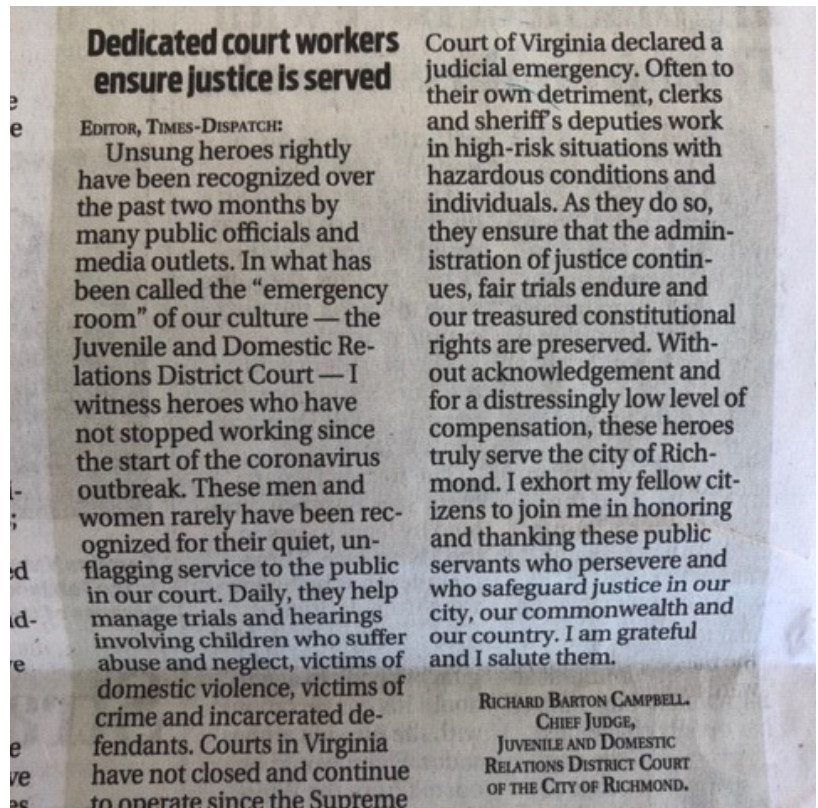 Dedicated court workers
ensure justice is served
EDITOR, TIMES-DISPATCH:
Unsung heroes rightly
have been recognized over
the past two months by
many public officials and
media outlets. In what has
been called the “emergency
room” of our culture — the
Juvenile and Domestic Re-
lations District Court — I
witness heroes who have
not stopped working since
the start of the coronavirus
outbreak. These men and
women rarely have been rec-
ognized for their quiet, un-
flagging service to the public
in our court. Daily, they help
manage trials and hearings
involving children who suffer
abuse and neglect, victims of
domestic violence, victims of
crime and incarcerated de-
fendants. Courts in Virginia
have not closed and continue
to operate since the Supreme
Court of Virginia declared a
judicial emergency. Often to
their own detriment, clerks
and sheriff's deputies work
in high-risk situations with
hazardous conditions and
individuals. As they do so,
they ensure that the admin-
istration of justice contin-
ues, fair trials endure and
our treasured constitutional
rights are preserved. With-
out acknowledgement and
for a distressingly low level of
compensation, these heroes
truly serve the city of Rich-
mond. I exhort my fellow cit-
izens to join me in honoring
and thanking these public
servants who persevere and
who safeguard justice in our
city, our commonwealth and
our country. I am grateful
and I salute them.
RICHARD BARTON CAMPBELL.
CHIEF JUDGE,
JUVENILE AND DOMESTIC
RELATIONS DISTRICT COURT
OF THE CITY OF RICHMOND.